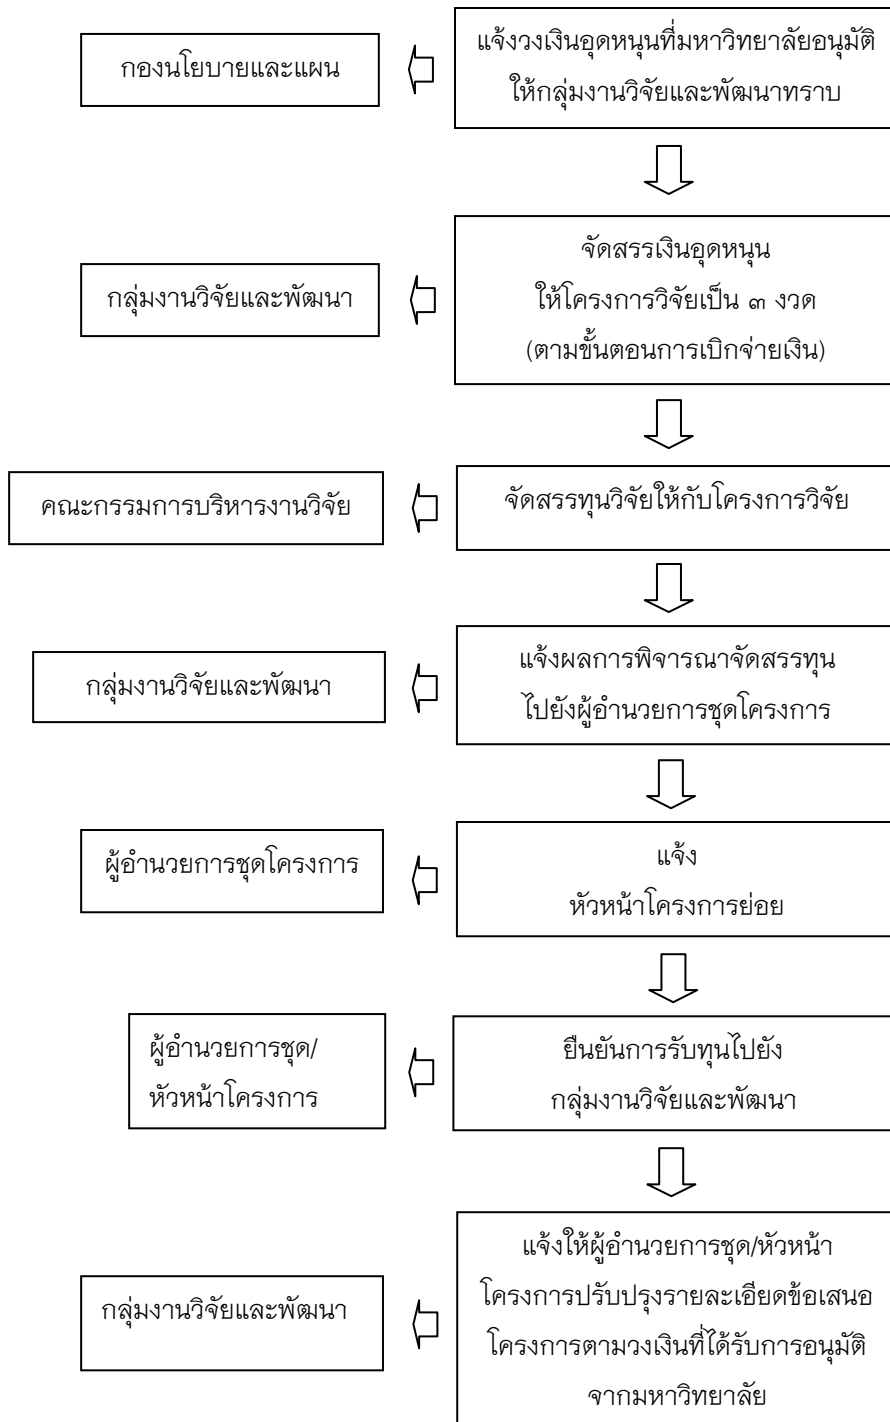 กองนโยบายและแผน
แจ้งวงเงินอุดหนุนที่มหาวิทยาลัยอนุมัติ
ให้กลุ่มงานวิจัยและพัฒนาทราบ
กลุ่มงานวิจัยและพัฒนา
จัดสรรเงินอุดหนุน
ให้โครงการวิจัยเป็น ๓ งวด
(ตามขั้นตอนการเบิกจ่ายเงิน)
คณะกรรมการบริหารงานวิจัย
จัดสรรทุนวิจัยให้กับโครงการวิจัย
กลุ่มงานวิจัยและพัฒนา
แจ้งผลการพิจารณาจัดสรรทุน
ไปยังผู้อำนวยการชุดโครงการ
ผู้อำนวยการชุดโครงการ
แจ้ง
หัวหน้าโครงการย่อย
ผู้อำนวยการชุด/
หัวหน้าโครงการ
ยืนยันการรับทุนไปยัง
กลุ่มงานวิจัยและพัฒนา
กลุ่มงานวิจัยและพัฒนา
แจ้งให้ผู้อำนวยการชุด/หัวหน้า
โครงการปรับปรุงรายละเอียดข้อเสนอ
โครงการตามวงเงินที่ได้รับการอนุมัติ
จากมหาวิทยาลัย